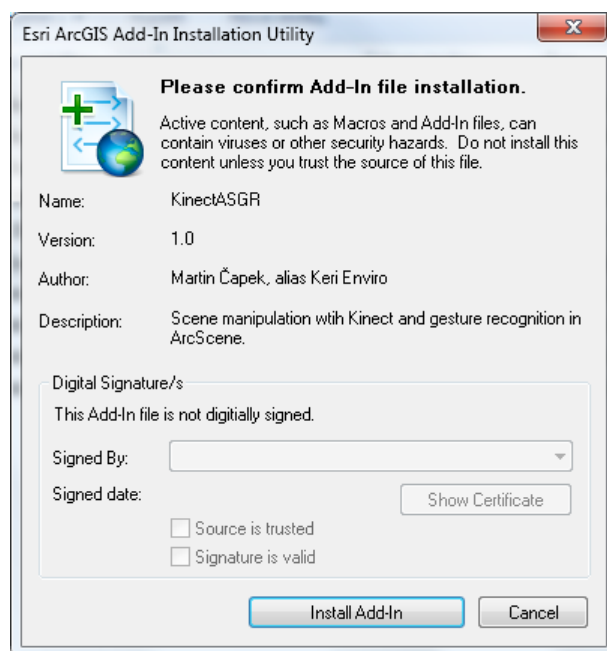 Esri ArcGIS Add-In Installation Utility
Please confirm Add-In file installation.
Active content, such as Macros and Add-In files, can
contain viruses or other security hazards. Do not install this
content unless you trust the source of this file.
Name: KinectASGR
Version: 1.0
Author: Martin Čapek, alias Keri Enviro
Description: Scene manipulation wtih Kinect and gesture recognition in
ArcScene.
Digital Signature/s
This Add-In file is not digitially signed.
Signed By:
Signed date:
Show Certificate
Source is trusted
Signature is valid
Install Add-In
Cancel